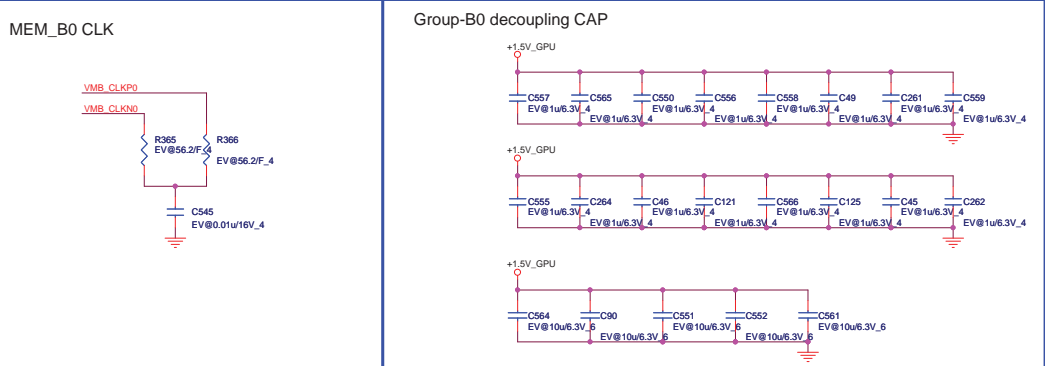 MEM_B0 CLK
VMB_CLKP0
VMB_CLKN0
R365
EV@56.2/F_4
R366
EV@56.2/F_4
C545
EV@0.01u/16V_4
Group-B0 decoupling CAP
+1.5V_GPU
C557
EV@1u/6.3V_4
C565
EV@1u/6.3V_4
C550
EV@1u/6.3V_4
C556
EV@1u/6.3V_4
C558
EV@1u/6.3V_4
C49
EV@1u/6.3V_4
C261
EV@1u/6.3V_4
C559
EV@1u/6.3V_4
+1.5V_GPU
C555
EV@1u/6.3V_4
C264
EV@1u/6.3V_4
C46
EV@1u/6.3V_4
C121
EV@1u/6.3V_4
C566
EV@1u/6.3V_4
C125
EV@1u/6.3V_4
C45
EV@1u/6.3V_4
C262
EV@1u/6.3V_4
+1.5V_GPU
C564
EV@10u/6.3V_6
C90
EV@10u/6.3V_6
C551
EV@10u/6.3V_6
C552
EV@10u/6.3V_6
C561
EV@10u/6.3V_6